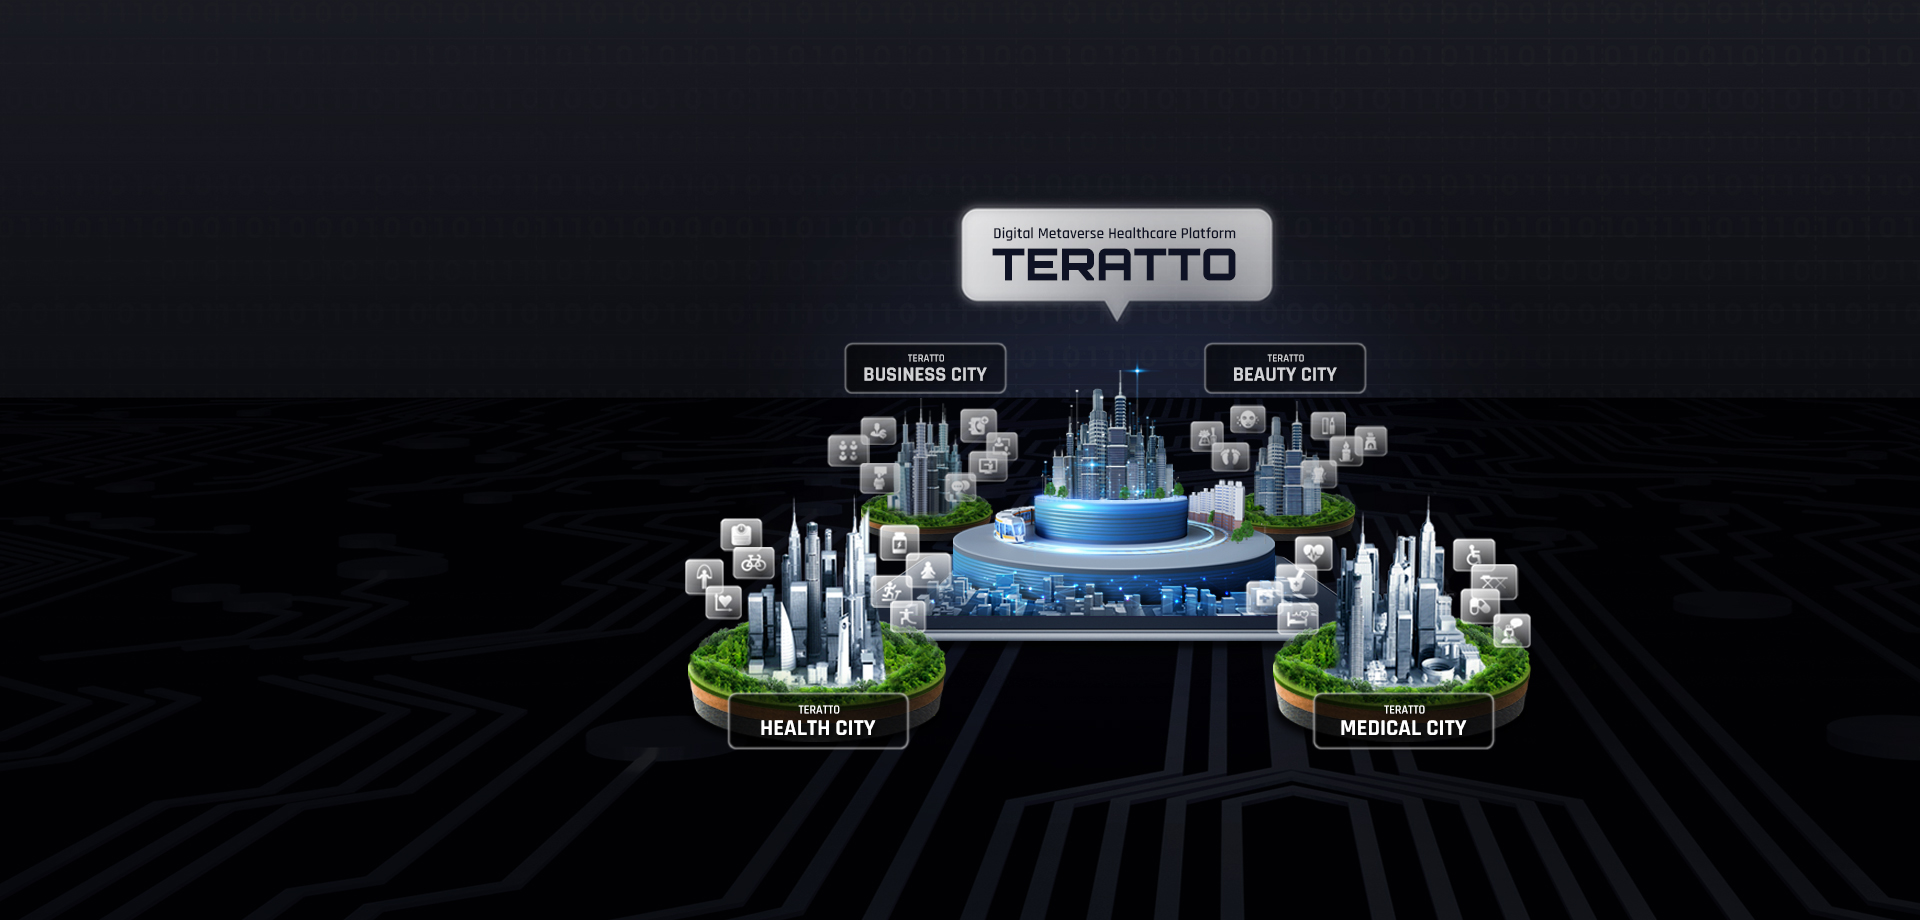 Digital Metaverse Healthcare Platform
TERATTO
TERATTO
BUSINESS CITY
TERATTO
BEAUTY CITY
TERATTO
HEALTH CITY
TERATTO
MEDICAL CITY